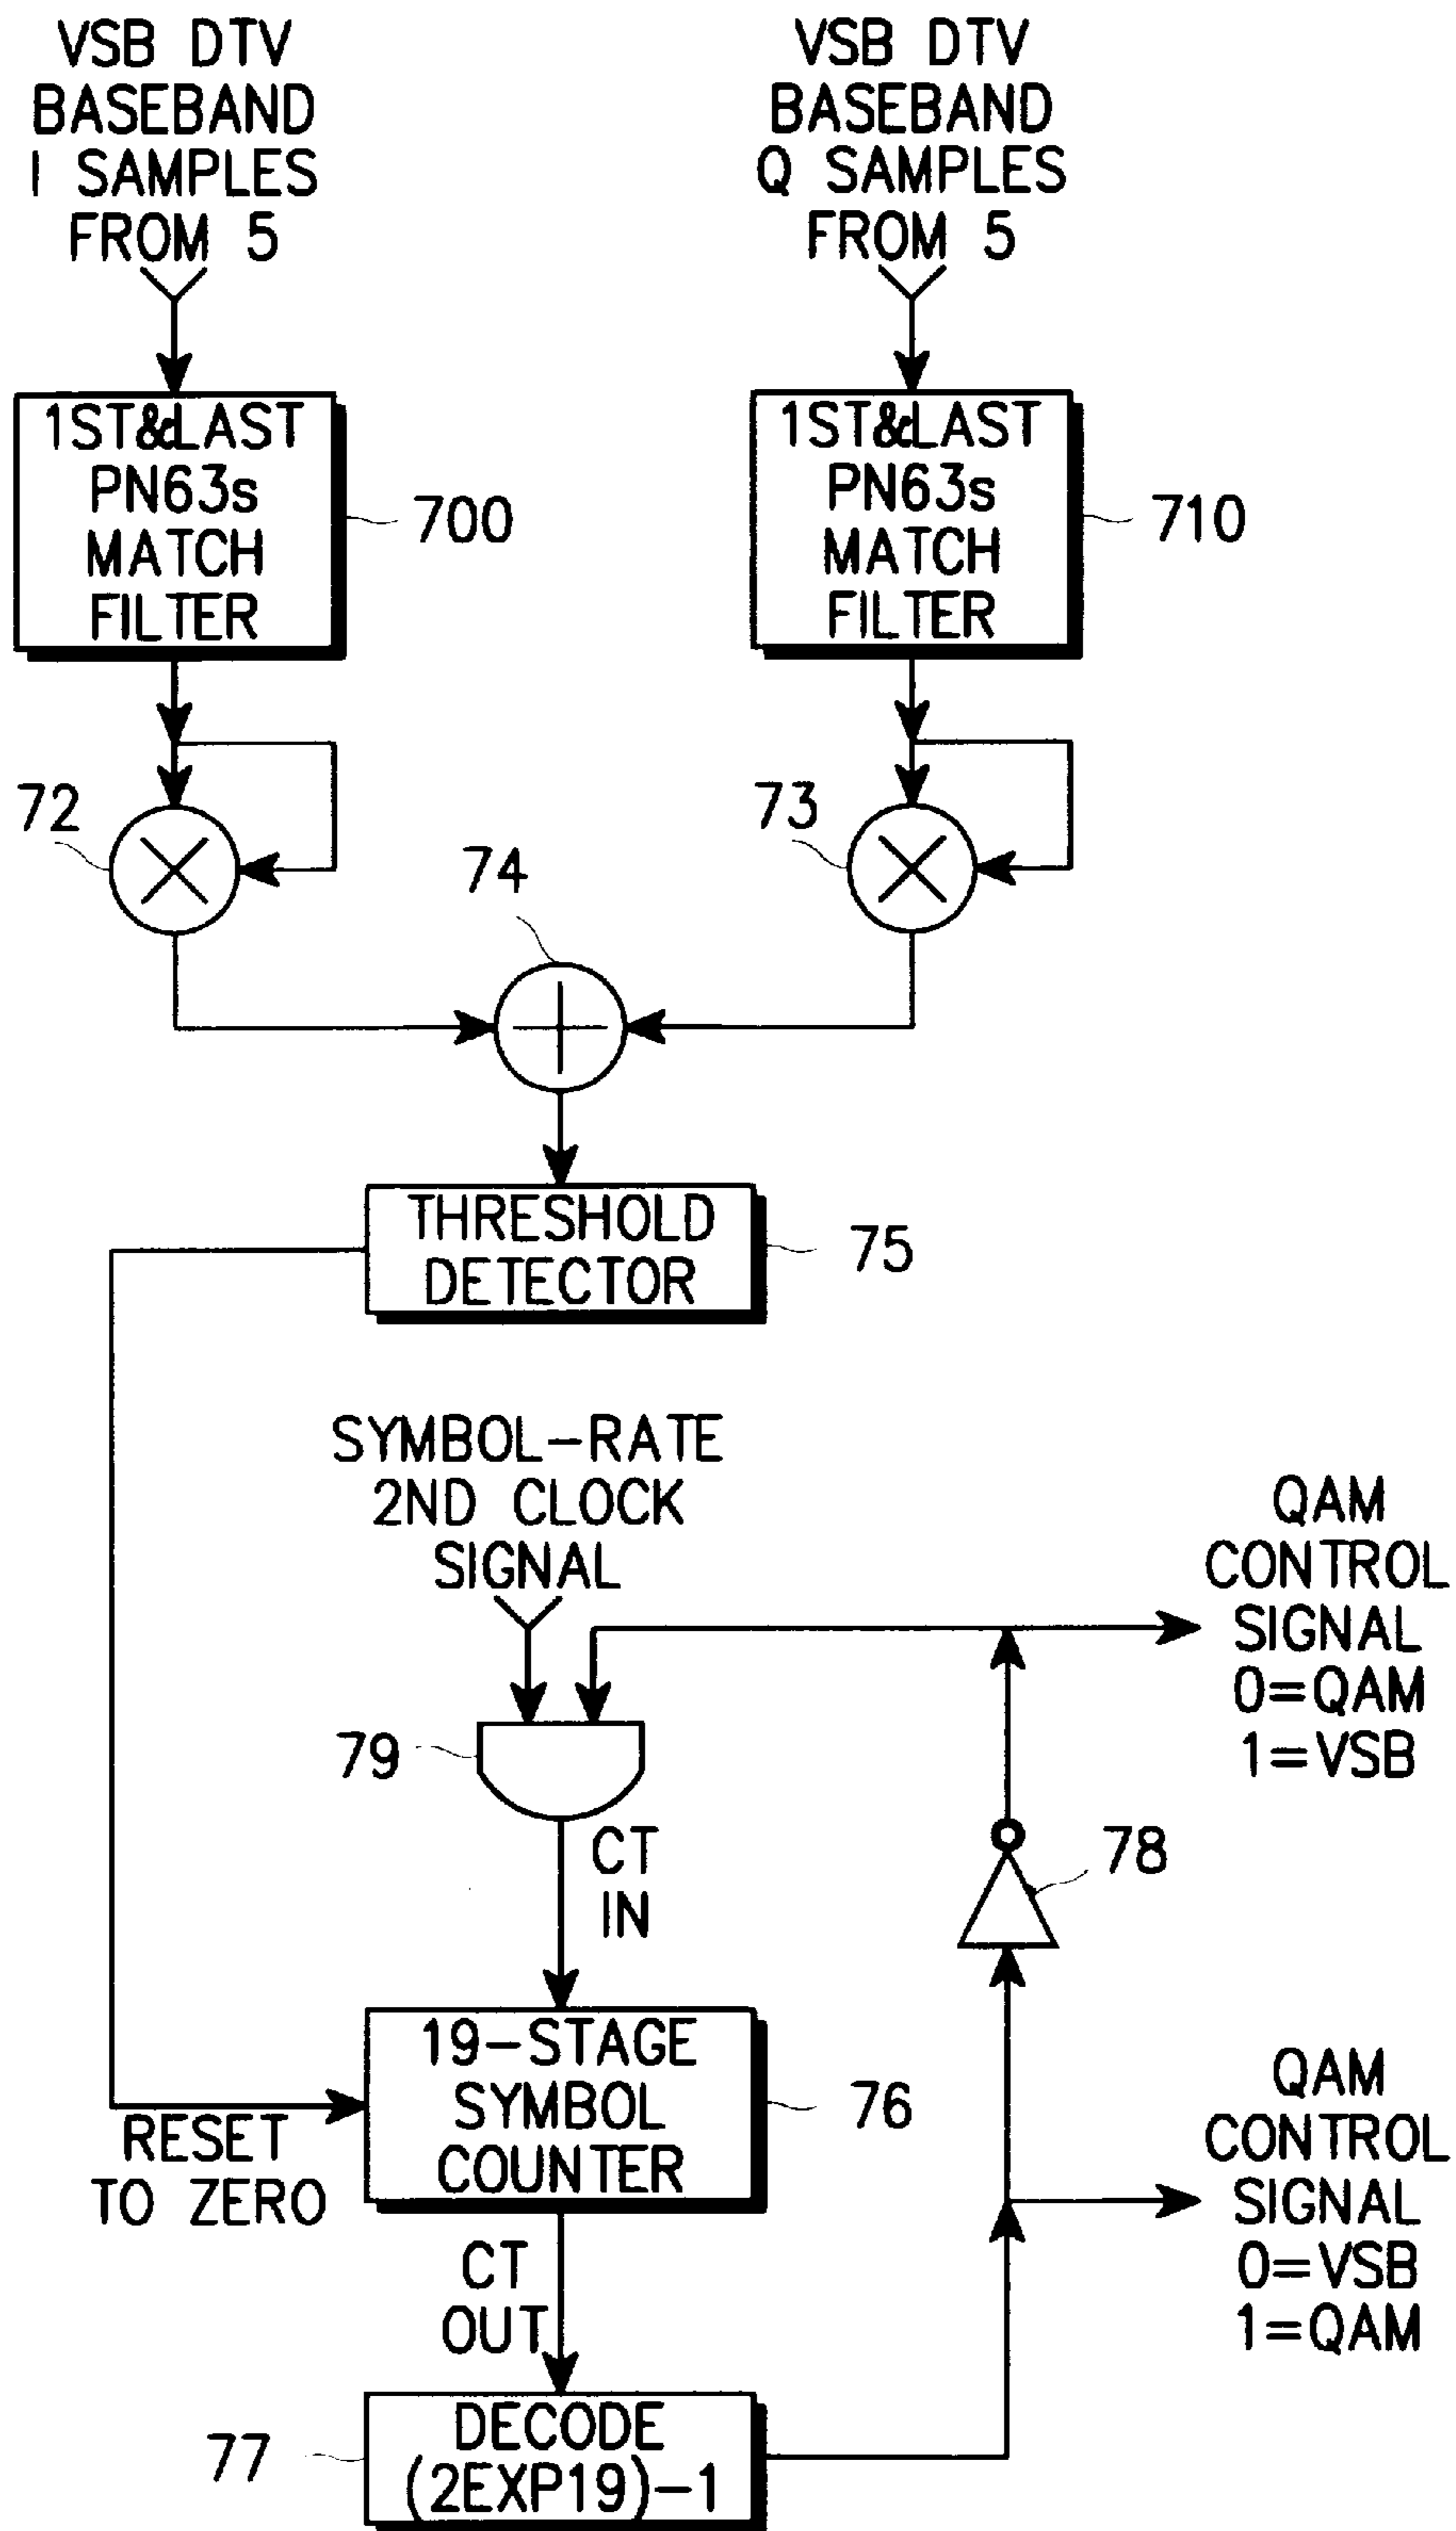 VSB DTV
BASEBAND
I SAMPLES
FROM 5
VSB DTV
BASEBAND
Q SAMPLES
FROM 5
1ST&LAST
PN63s
MATCH
FILTER
700
1ST&LAST
PN63s
MATCH
FILTER
710
72
73
74
THRESHOLD
DETECTOR
75
SYMBOL-RATE
2ND CLOCK
SIGNAL
QAM
CONTROL
SIGNAL
0=QAM
1=VSB
79
CT
IN
78
19-STAGE
SYMBOL
COUNTER
76
RESET
TO ZERO
QAM
CONTROL
SIGNAL
0=VSB
1=QAM
CT
OUT
DECODE
(2EXP19)-1
77